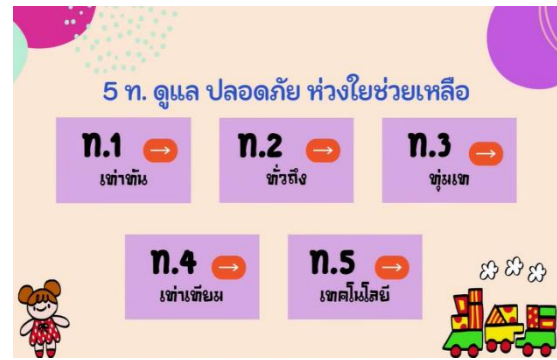 5 ท. ดูแล ปลอดภัย ห่วงใยช่วยเหลือ
ท.1
เท่าทัน
ท.2
ทั่วถึง
ท.3
ทุ่มเท
ท.4
เท่าเทียม
ท.5
เทคโนโลยี